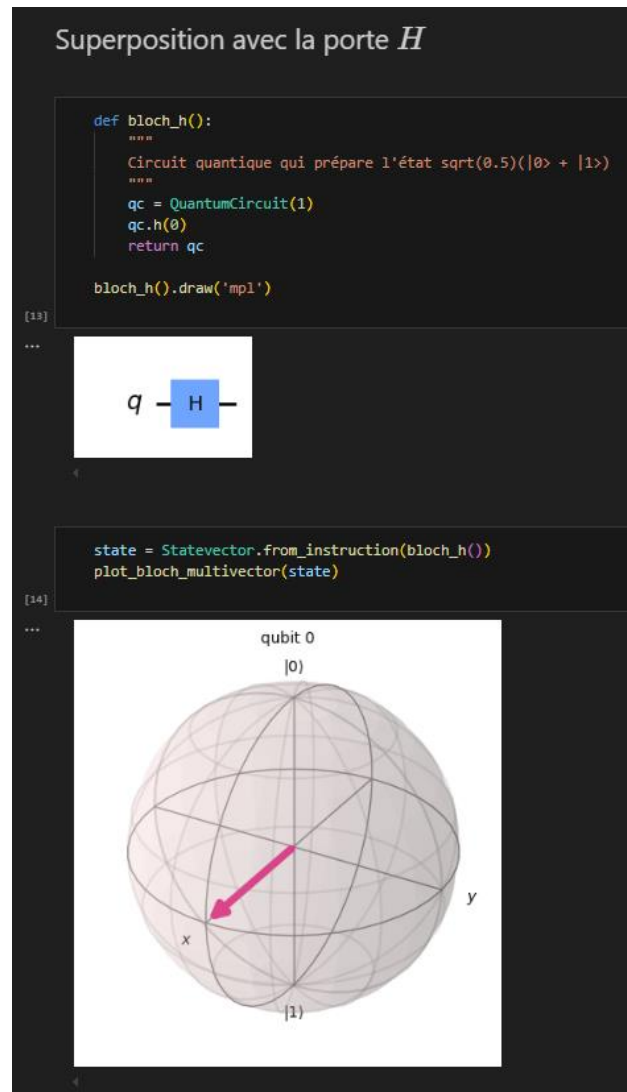 Superposition avec la porte H
def bloch_h():
"""
Circuit quantique qui prépare l'état sqrt(0.5)(|0> + |1>)
"""
qc = QuantumCircuit(1)
qc.h(0)
return qc
bloch_h().draw('mpl')
[13]
...
q H
state = Statevector.from_instruction(bloch_h())
plot_bloch_multivector(state)
[14]
...
qubit 0
|0⟩
y
x
|1⟩